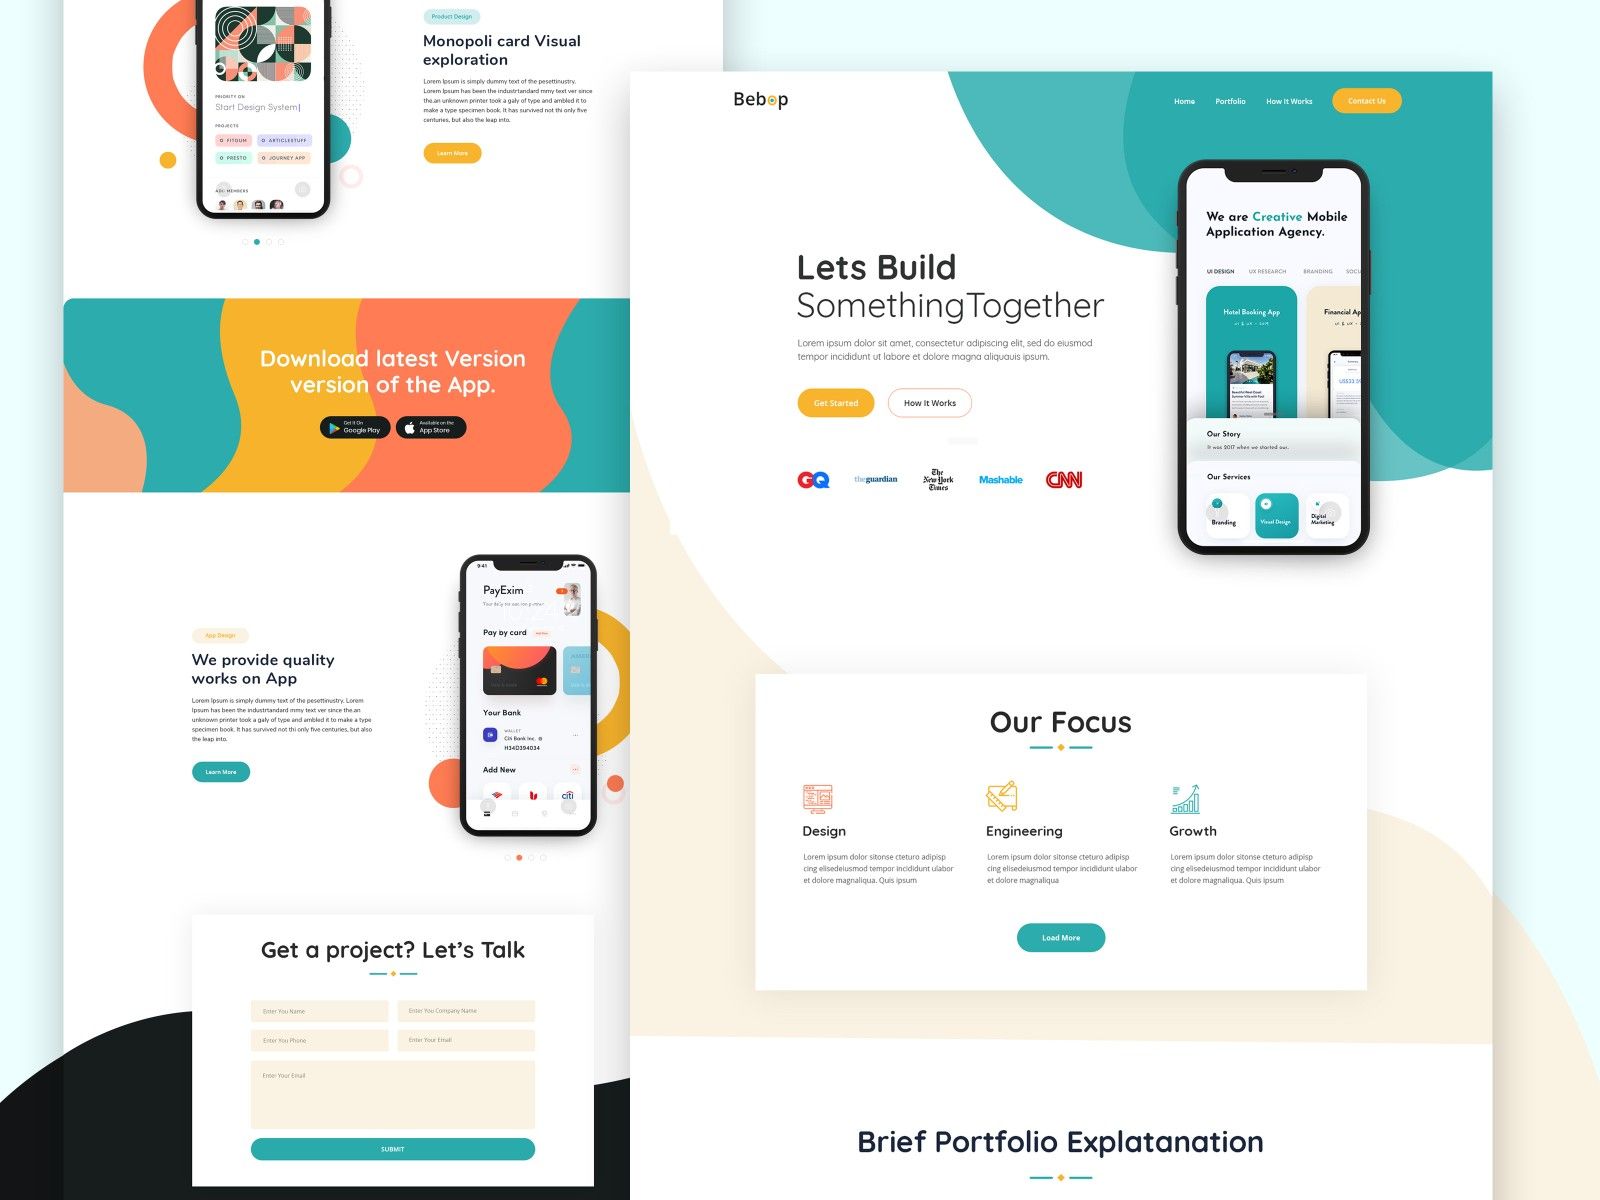 Product Design
Monopoli card Visual
exploration
Lorem Ipsum is simply dummy text of the pesettinustry.
Lorem Ipsum has been the industrtandard mmy text ver since
the.an unknown printer took a galy of type and ambled it to
make a type specimen book. It has survived not thi only five
centuries, but also the leap into.
Learn More
PRIORITY ON
Start Design System
PROJECTS
FITGUM
ARTICLESTUFF
PRESTO
JOURNEY APP
MEMBERS
Download latest Version
version of the App.
Get it On
Google Play
Available on the
App Store
App Design
We provide quality
works on App
Lorem Ipsum is simply dummy text of the pesettinustry. Lorem
Ipsum has been the industrtandard mmy text ver since the.an
unknown printer took a galy of type and ambled it to make a type
specimen book. It has survived not thi only five centuries, but also
the leap into.
Learn More
9:41
PayExim
Pay by card
Your Bank
WALLET
Citi Bank Inc.
H34D394034
Add New
citi
Get a project? Let's Talk
Enter You Name
Enter You Company Name
Enter You Phone
Enter Your Email
Enter Your Email
SUBMIT
Bebop
Home
Portfolio
How It Works
Contact Us
Lets Build
SomethingTogether
Lorem ipsum dolor sit amet, consectetur adipiscing elit, sed do eiusmod
tempor incididunt ut labore et dolore magna aliquauis ipsum.
Get Started
How It Works
GQ
theguardian
The
New York
Times
Mashable
CNN
We are Creative Mobile
Application Agency.
UI DESIGN
UX RESEARCH
BRANDING
SOCI
Hotel Booking App
UI & UX - 2019
Financial Ap
UI & UX -
Our Story
It was 2017 when we started our.
Our Services
Branding
Visual Design
Digital
Marketing
Our Focus
Design
Lorem ipsum dolor sitonse cteturo adipisp
cing elisedeiusmod tempor incididunt ulabor
et dolore magnaliqua. Quis ipsum
Engineering
Lorem ipsum dolor sitonse cteturo adipisp
cing elisedeiusmod tempor incididunt ulabor
et dolore magnaliqua
Growth
Lorem ipsum dolor sitonse cteturo adipisp
cing elisedeiusmod tempor incididunt ulabor
et dolore magnaliqua. Quis ipsum
Load More
Brief Portfolio Explatanation